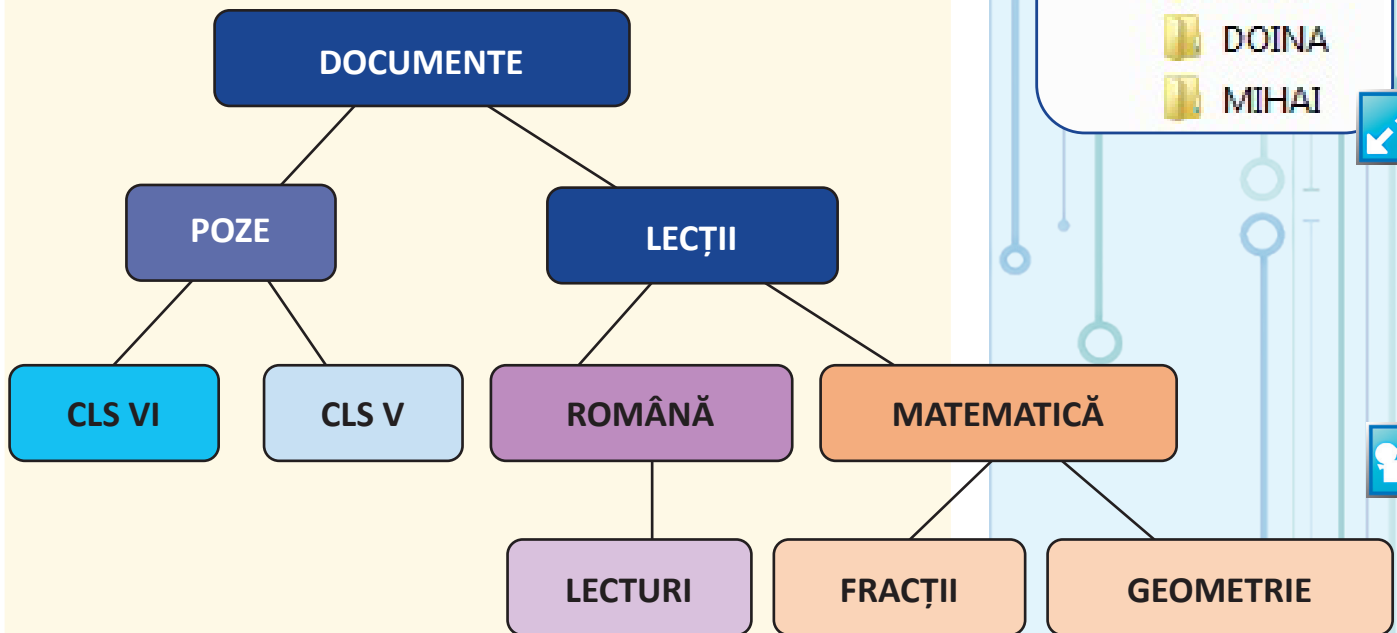 DOCUMENTE
DOINA
MIHAI
POZE
LECȚII
CLS VI
CLS V
ROMÂNĂ
MATEMATICĂ
LECTURI
FRACȚII
GEOMETRIE